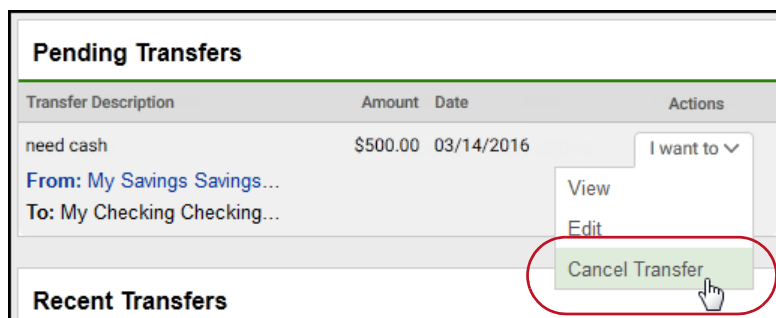 Pending Transfers
Transfer Description Amount Date Actions
need cash $500.00 03/14/2016 I want to
From: My Savings Savings...
To: My Checking Checking...
View
Edit
Cancel Transfer
Recent Transfers